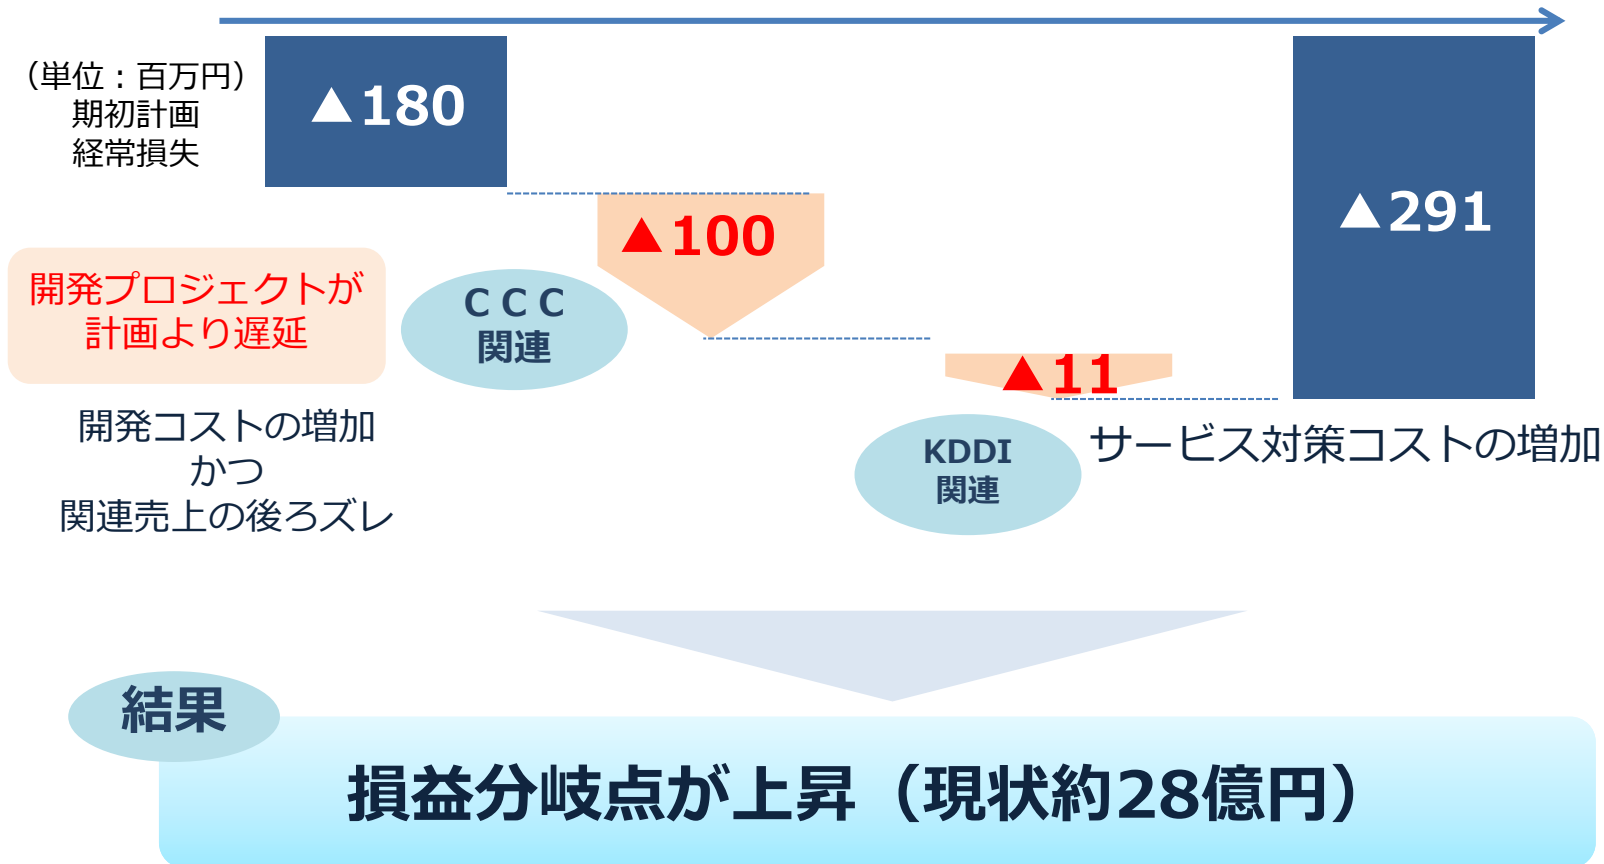 （単位：百万円）
期初計画
経常損失
▲180
▲100
▲11
▲291
開発プロジェクトが
計画より遅延
ＣＣＣ
関連
開発コストの増加
かつ
関連売上の後ろズレ
KDDI
関連
サービス対策コストの増加
結果
損益分岐点が上昇（現状約28億円）